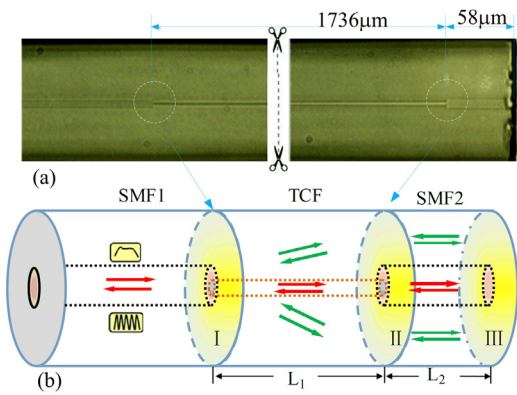 1736μm
58μm
(a)
SMF1
TCF
SMF2
I
II
III
(b)
L₁
L₂